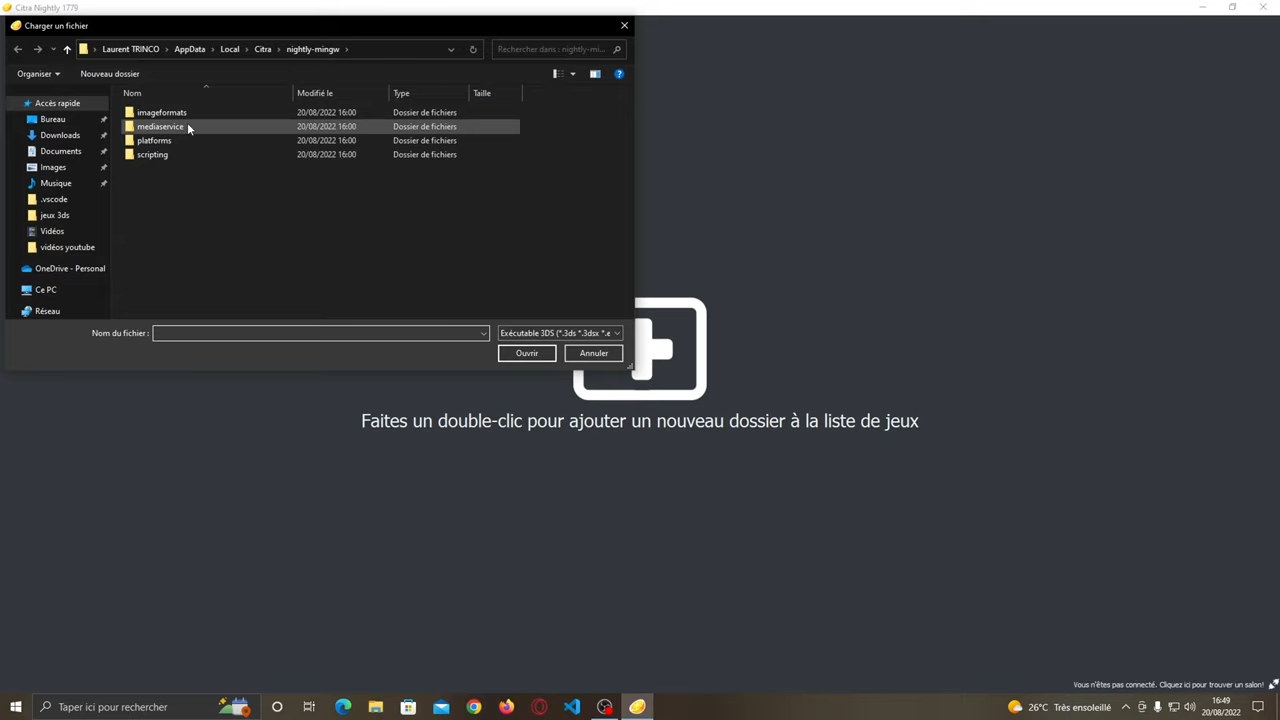 Citra Nightly 1779
Charger un fichier
Laurent TRINCO > AppData > Local > Citra > nightly-mingw >
Rechercher dans : nightly-mi...
Organiser
Nouveau dossier
Nom Modifié le Type Taille
Accès rapide
Bureau
Downloads
Documents
Images
Musique
.vscode
jeux 3ds
Vidéos
vidéos youtube
OneDrive - Personal
Ce PC
Réseau
imageformats 20/08/2022 16:00 Dossier de fichiers
mediaservice 20/08/2022 16:00 Dossier de fichiers
platforms 20/08/2022 16:00 Dossier de fichiers
scripting 20/08/2022 16:00 Dossier de fichiers
Nom du fichier :
Exécutable 3DS (*.3ds *.3dsx *.e
Ouvrir
Annuler
Faites un double-clic pour ajouter un nouveau dossier à la liste de jeux
Vous n'êtes pas connecté. Cliquez ici pour trouver un salon!
Taper ici pour rechercher
26°C Très ensoleillé
16:49
20/08/2022